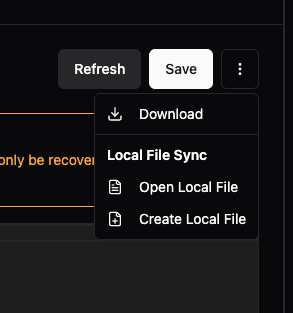 Refresh
Save
Download
only be recover
Local File Sync
Open Local File
Create Local File